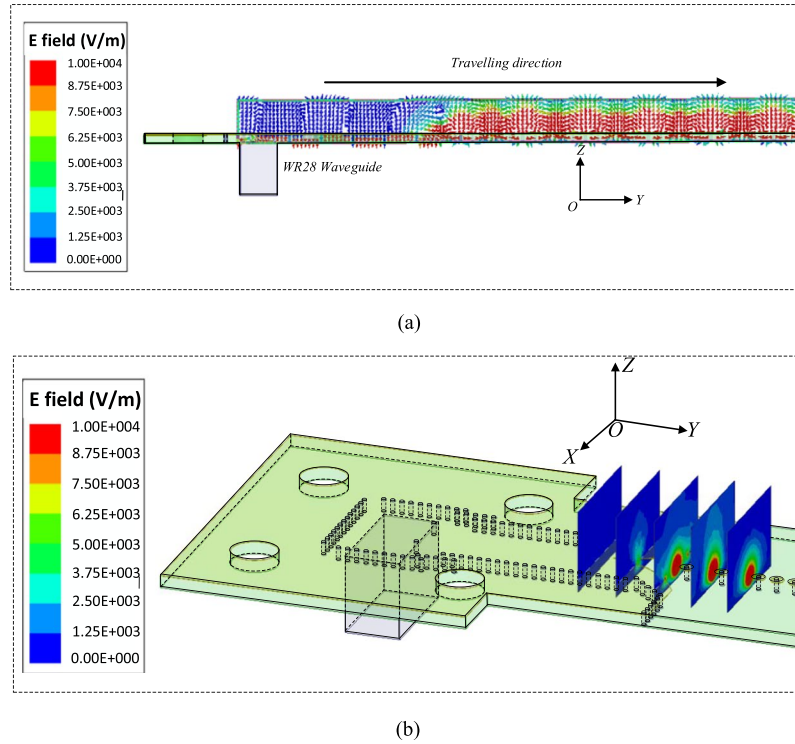 E field (V/m)
1.00E+004
8.75E+003
7.50E+003
6.25E+003
5.00E+003
3.75E+003
2.50E+003
1.25E+003
0.00E+000
Travelling direction
WR28 Waveguide
Z
O
Y
(a)
E field (V/m)
1.00E+004
8.75E+003
7.50E+003
6.25E+003
5.00E+003
3.75E+003
2.50E+003
1.25E+003
0.00E+000
Z
O
Y
X
(b)